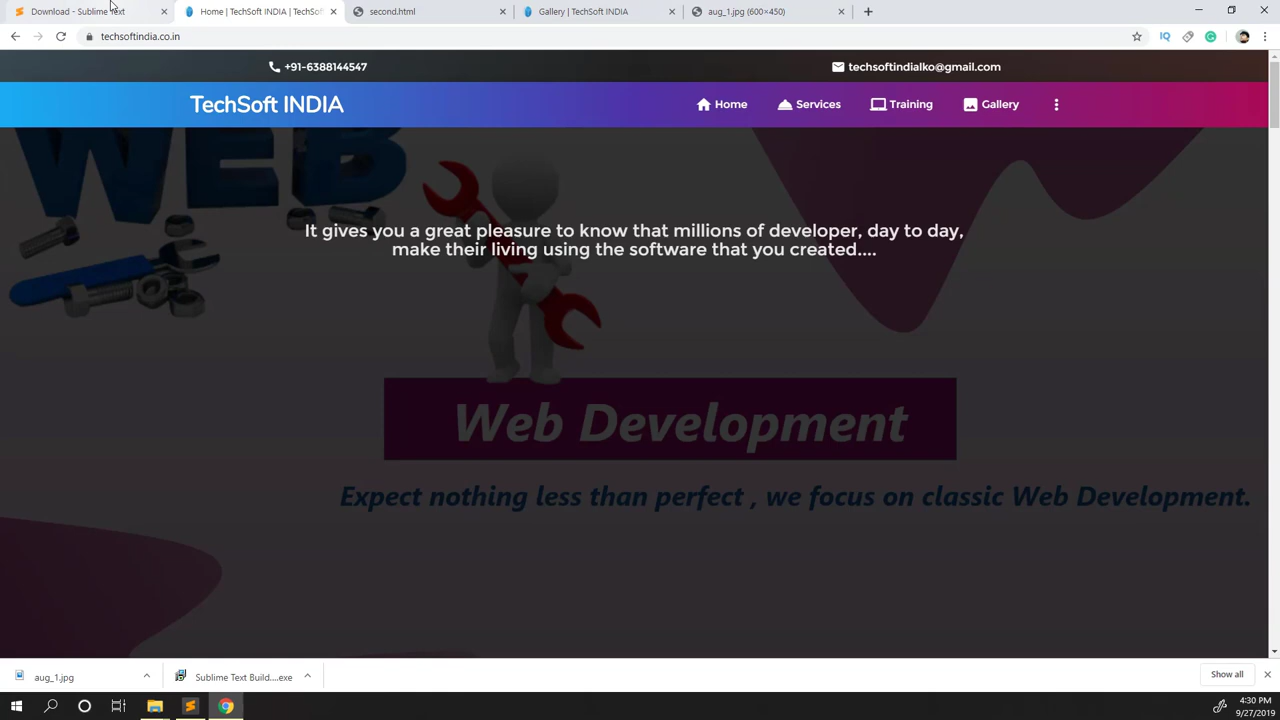 Download - Sublime Text
Home | TechSoft INDIA | TechSof
second.html
Gallery | TechSoft INDIA
aug_1.jpg (600×450)
techsoftindia.co.in
+91-6388144547
techsoftindialko@gmail.com
TechSoft INDIA
Home
Services
Training
Gallery
WEB
It gives you a great pleasure to know that millions of developer, day to day,
make their living using the software that you created....
Web Development
Expect nothing less than perfect , we focus on classic Web Development.
aug_1.jpg
Sublime Text Build....exe
Show all
4:30 PM
9/27/2019